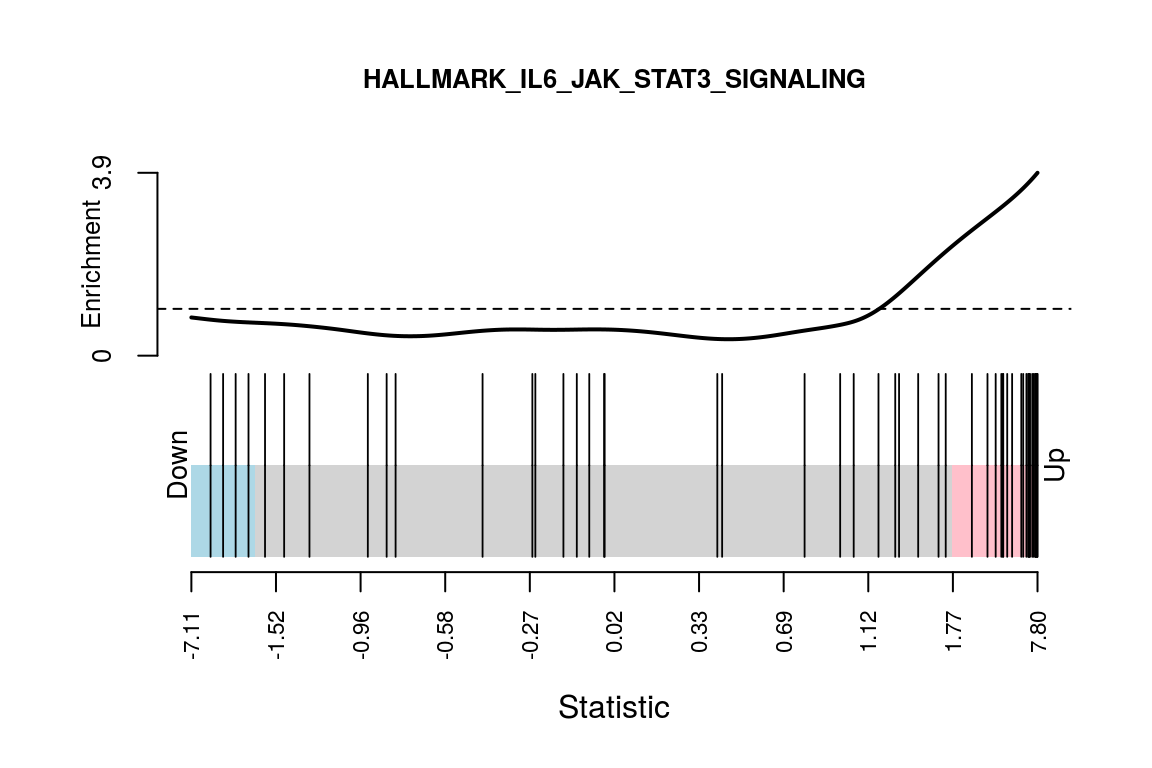 HALLMARK_IL6_JAK_STAT3_SIGNALING
3.9
Enrichment
0
Down
Up
-7.11 -1.52 -0.96 -0.58 -0.27 0.02 0.33 0.69 1.12 1.77 7.80
Statistic